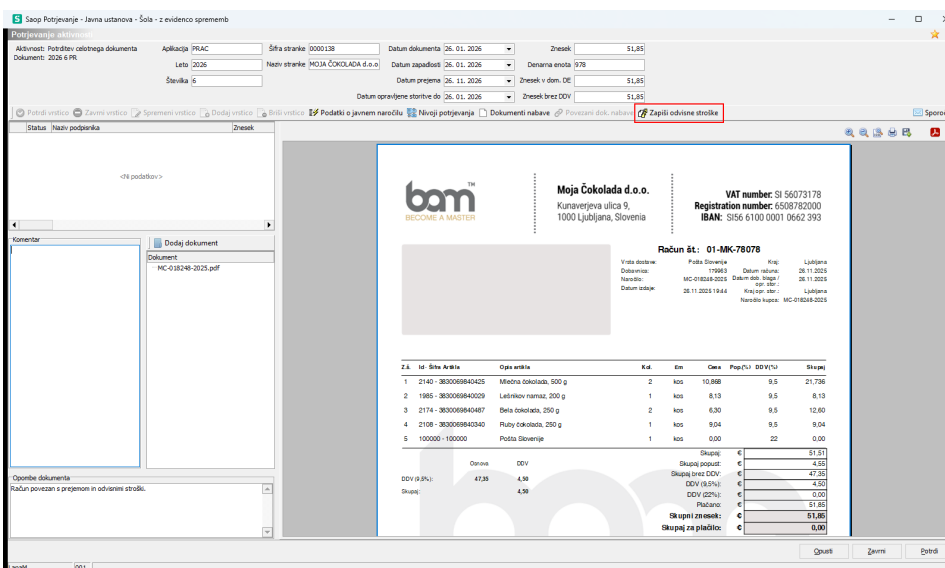 Saop Potrjevanje - Javna ustanova - Šola - z evidenco sprememb
Potrjevanje aktivnosti
Aktivnost: Potrditev celotnega dokumenta
Dokument: 2026 6 PR
Aplikacija PRAC
Leto 2026
Številka 6
Šifra stranke 0000138
Naziv stranke MOJA ČOKOLADA d.o.o
Datum dokumenta 26. 01. 2026
Datum zapadlosti 26. 01. 2026
Datum prejema 26. 11. 2026
Datum opravljene storitve do 26. 01. 2026
Znesek 51,85
Denarna enota 978
Znesek v dom. DE 51,85
Znesek brez DDV 51,85
Potrdi vrstico Zavrni vrstico Spremeni vrstico Dodaj vrstico Briši vrstico Podatki o javnem naročilu Nivoji potrjevanja Dokumenti nabave Povezani dok. nabave Zapiši odvisne stroške Sporoč
Status Naziv podpisnika Znesek
<Ni podatkov>
Komentar
Dodaj dokument
Dokument
MC-018248-2025.pdf
Opombe dokumenta
Račun povezan s prejemom in odvisnimi stroški.
bam TM
BECOME A MASTER
Moja Čokolada d.o.o.
Kunaverjeva ulica 9,
1000 Ljubljana, Slovenia
VAT number: SI 56073178
Registration number: 6508782000
IBAN: SI56 6100 0001 0662 393
Račun št.: 01-MK-78078
Vrsta dostave: Pošta Slovenije Kraj: Ljubljana
Dobavnica: 179963 Datum računa: 26.11.2025
Naročilo: MC-018248-2025 Datum dob. blaga / opr. stor.: 26.11.2025
Datum izdaje: 26.11.2025 19:44 Kraj opr. stor.: Ljubljana
Naročilo kupca: MC-018248-2025
Z.š. Id - Šifra Artikla Opis artikla Kol. Em Cena Pop.(%) DDV(%) Skupaj
1 2140 - 3830069840425 Mlečna čokolada, 500 g 2 kos 10,868 9,5 21,736
2 1985 - 3830069840029 Lešnikov namaz, 200 g 1 kos 8,13 9,5 8,13
3 2174 - 3830069840487 Bela čokolada, 250 g 2 kos 6,30 9,5 12,60
4 2108 - 3830069840340 Ruby čokolada, 250 g 1 kos 9,04 9,5 9,04
5 100000 - 100000 Pošta Slovenije 1 kos 0,00 22 0,00
Osnova DDV
DDV (9,5%): 47,35 4,50
Skupaj: 4,50
Skupaj: € 51,51
Skupaj popust: € 4,55
Skupaj brez DDV: € 47,35
DDV (9,5%): € 4,50
DDV (22%): € 0,00
Plačano: € 51,85
Skupni znesek: € 51,85
Skupaj za plačilo: € 0,00
Opusti Zavrni Potrdi
001